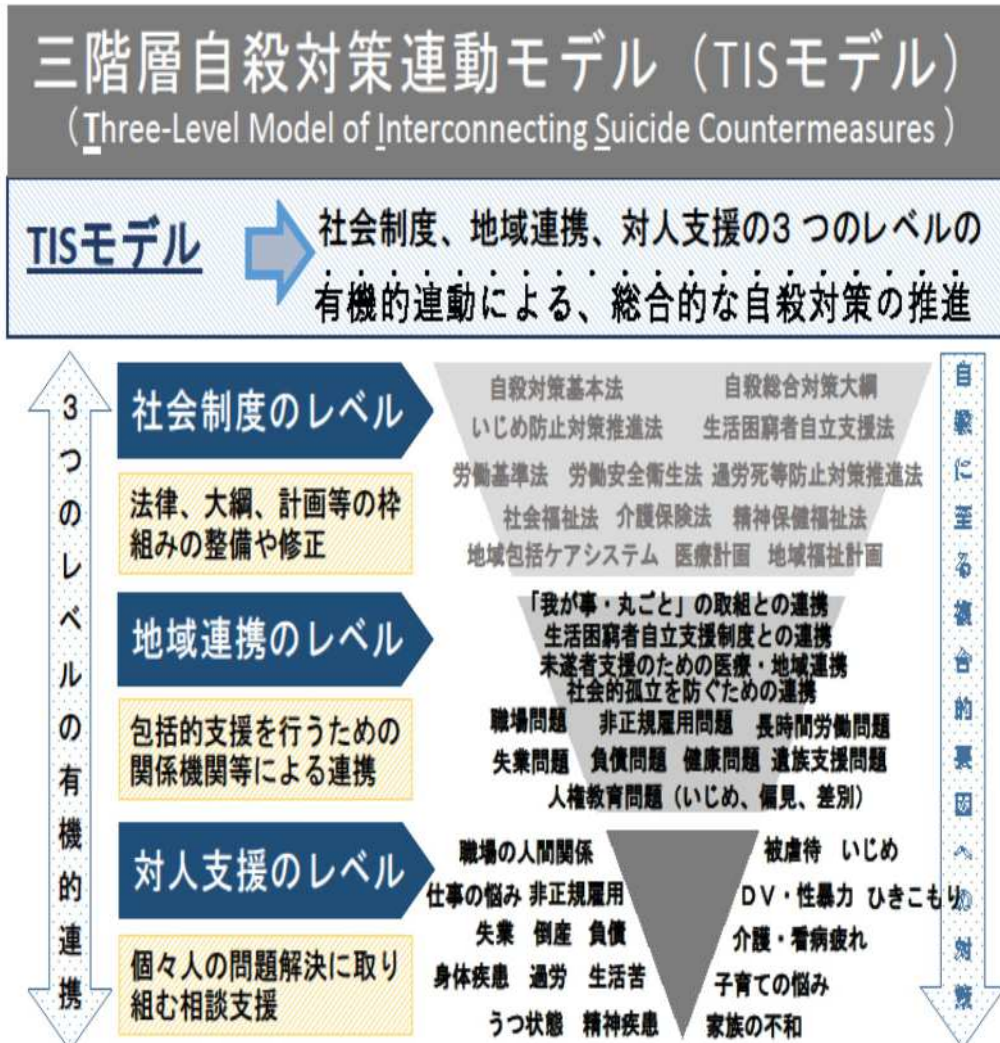 三階層自殺対策連動モデル（TISモデル）
（Three-Level Model of Interconnecting Suicide Countermeasures）
TISモデル
社会制度、地域連携、対人支援の3 つのレベルの
有機的連動による、総合的な自殺対策の推進
3つのレベルの有機的連携
社会制度のレベル
法律、大綱、計画等の枠
組みの整備や修正
自殺対策基本法 自殺総合対策大綱
いじめ防止対策推進法 生活困窮者自立支援法
労働基準法 労働安全衛生法 過労死等防止対策推進法
社会福祉法 介護保険法 精神保健福祉法
地域包括ケアシステム 医療計画 地域福祉計画
地域連携のレベル
包括的支援を行うための
関係機関等による連携
「我が事・丸ごと」の取組との連携
生活困窮者自立支援制度との連携
未遂者支援のための医療・地域連携
社会的孤立を防ぐための連携
職場問題 非正規雇用問題 長時間労働問題
失業問題 負債問題 健康問題 遺族支援問題
人権教育問題（いじめ、偏見、差別）
対人支援のレベル
個々人の問題解決に取り
組む相談支援
職場の人間関係 被虐待 いじめ
仕事の悩み 非正規雇用 ＤＶ・性暴力 ひきこもり
失業 倒産 負債 介護・看病疲れ
身体疾患 過労 生活苦 子育ての悩み
うつ状態 精神疾患 家族の不和
自殺に至る複合的要因への対策